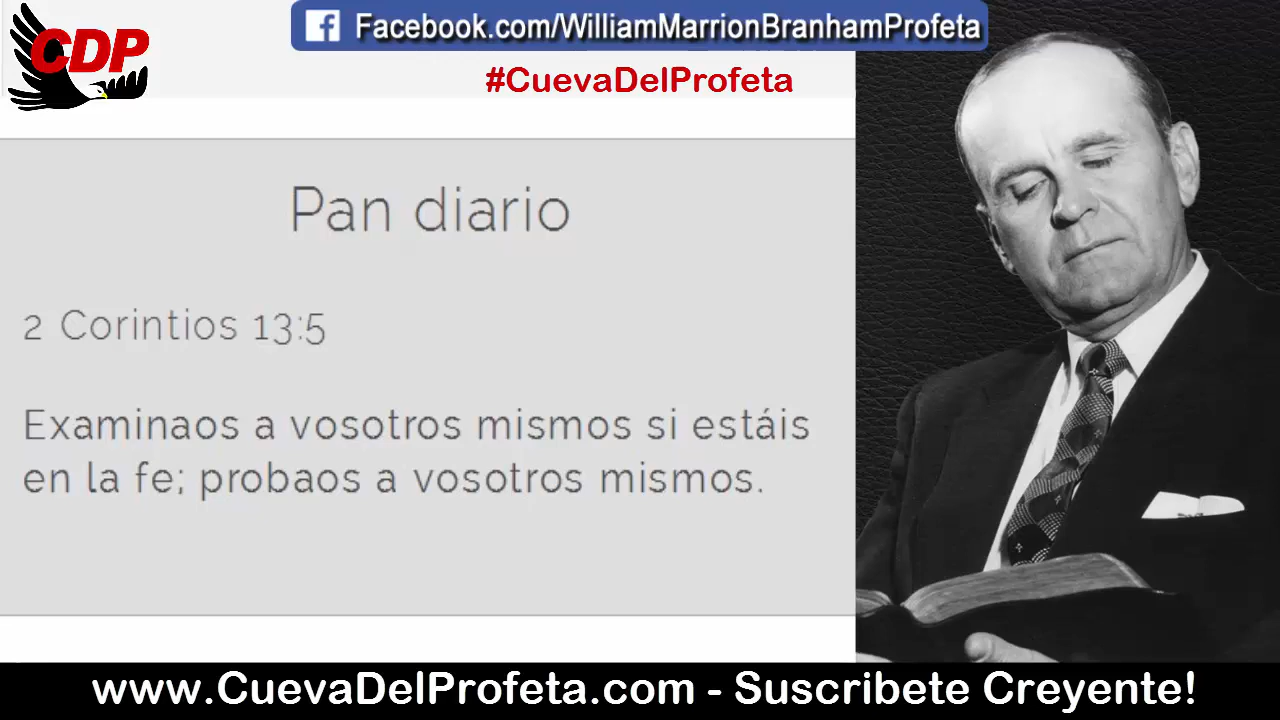 CDP
Facebook.com/WilliamMarrionBranhamProfeta
#CuevaDelProfeta
Pan diario
2 Corintios 13:5
Examinaos a vosotros mismos si estáis
en la fe; probaos a vosotros mismos.
www.CuevaDelProfeta.com - Suscribete Creyente!